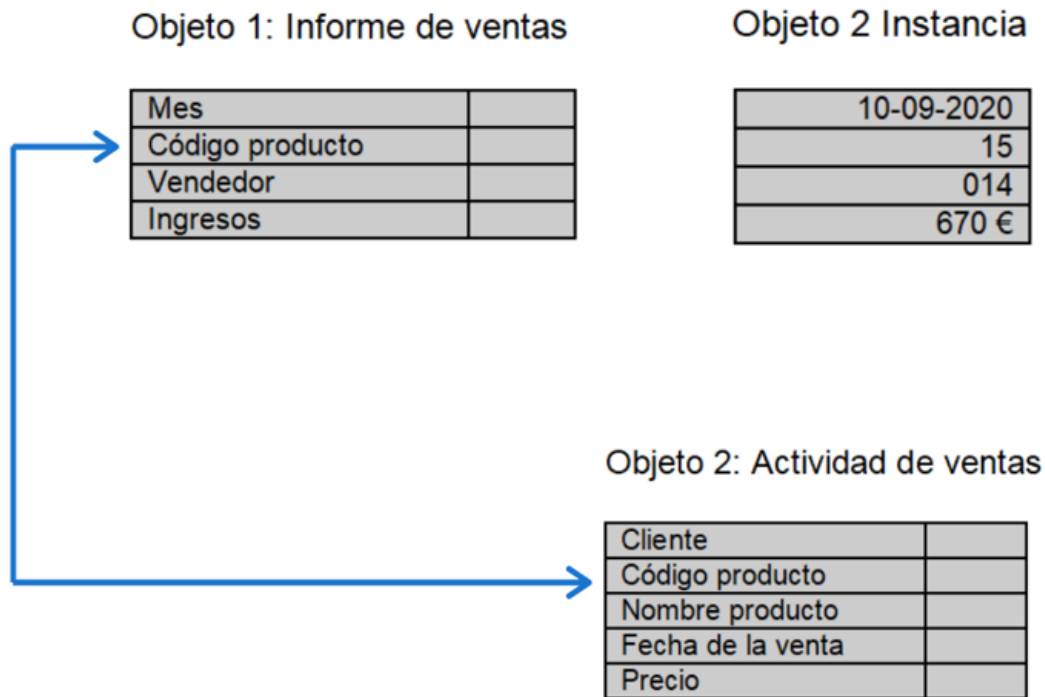 Objeto 1: Informe de ventas
Objeto 2 Instancia
Mes
Código producto
Vendedor
Ingresos
10-09-2020
15
014
670 €
Objeto 2: Actividad de ventas
Cliente
Código producto
Nombre producto
Fecha de la venta
Precio